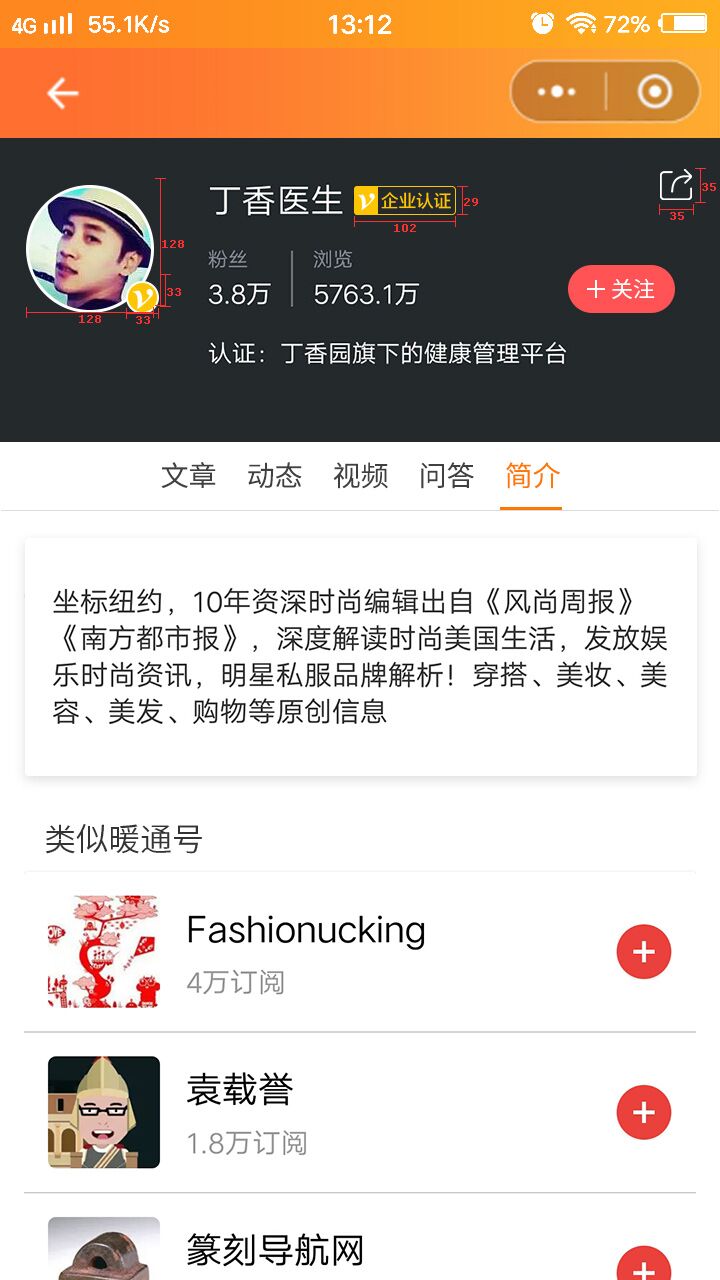 4G 55.1K/s 13:12 72%
丁香医生 V 企业认证 29 35
102 35
128
粉丝 浏览
3.8万 5763.1万 +关注
33
128 33
认证：丁香园旗下的健康管理平台
文章 动态 视频 问答 简介
坐标纽约，10年资深时尚编辑出自《风尚周报》
《南方都市报》，深度解读时尚美国生活，发放娱
乐时尚资讯，明星私服品牌解析！穿搭、美妆、美
容、美发、购物等原创信息
类似暖通号
Fashionucking
4万订阅
袁载誉
1.8万订阅
篆刻导航网